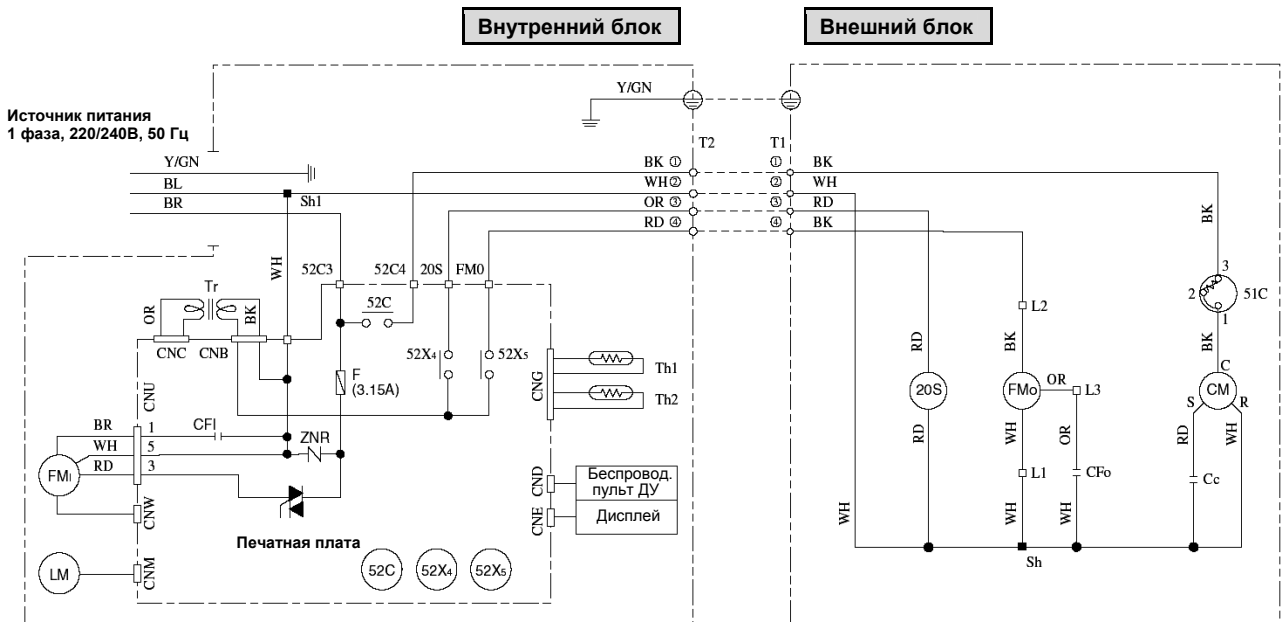 Внутренний блок
Внешний блок
Источник питания
1 фаза, 220/240В, 50 Гц
Y/GN
Y/GN
BL
BR
Sh1
T2
T1
BK ①
WH ②
OR ③
RD ④
① BK
② WH
③ RD
④ BK
WH
52C3
52C4
20S
FM0
Tr
OR
BK
CNC
CNB
52C
52X4
52X5
F
(3.15A)
CNU
CNG
Th1
Th2
BR
WH
RD
1
5
3
CFI
ZNR
FMI
CNW
CND
CNE
Беспровод.
пульт ДУ
Дисплей
Печатная плата
LM
CNM
52C
52X4
52X5
BK
3
2
51C
1
BK
L2
RD
BK
20S
FMo
OR
L3
C
CM
S
R
RD
WH
OR
RD
WH
L1
CFo
Cc
WH
WH
WH
Sh